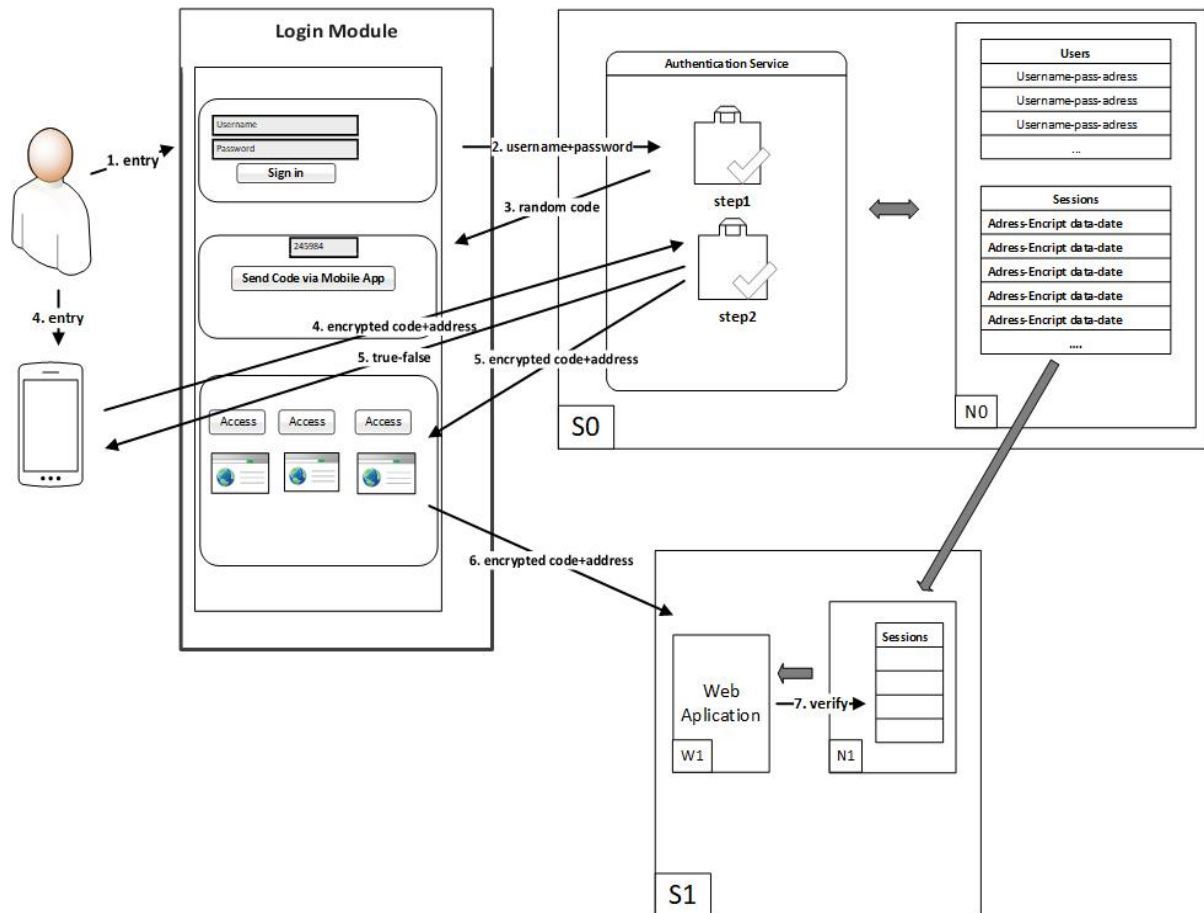 Login Module
Username
Password
Sign in
1. entry
2. username+password
3. random code
245984
Send Code via Mobile App
4. entry
4. encrypted code+address
5. true-false
5. encrypted code+address
Access
Access
Access
6. encrypted code+address
Authentication Service
step1
step2
S0
Users
Username-pass-adress
Username-pass-adress
Username-pass-adress
...
Sessions
Adress-Encript data-date
Adress-Encript data-date
Adress-Encript data-date
Adress-Encript data-date
Adress-Encript data-date
....
N0
Web
Aplication
W1
7. verify
Sessions
N1
S1